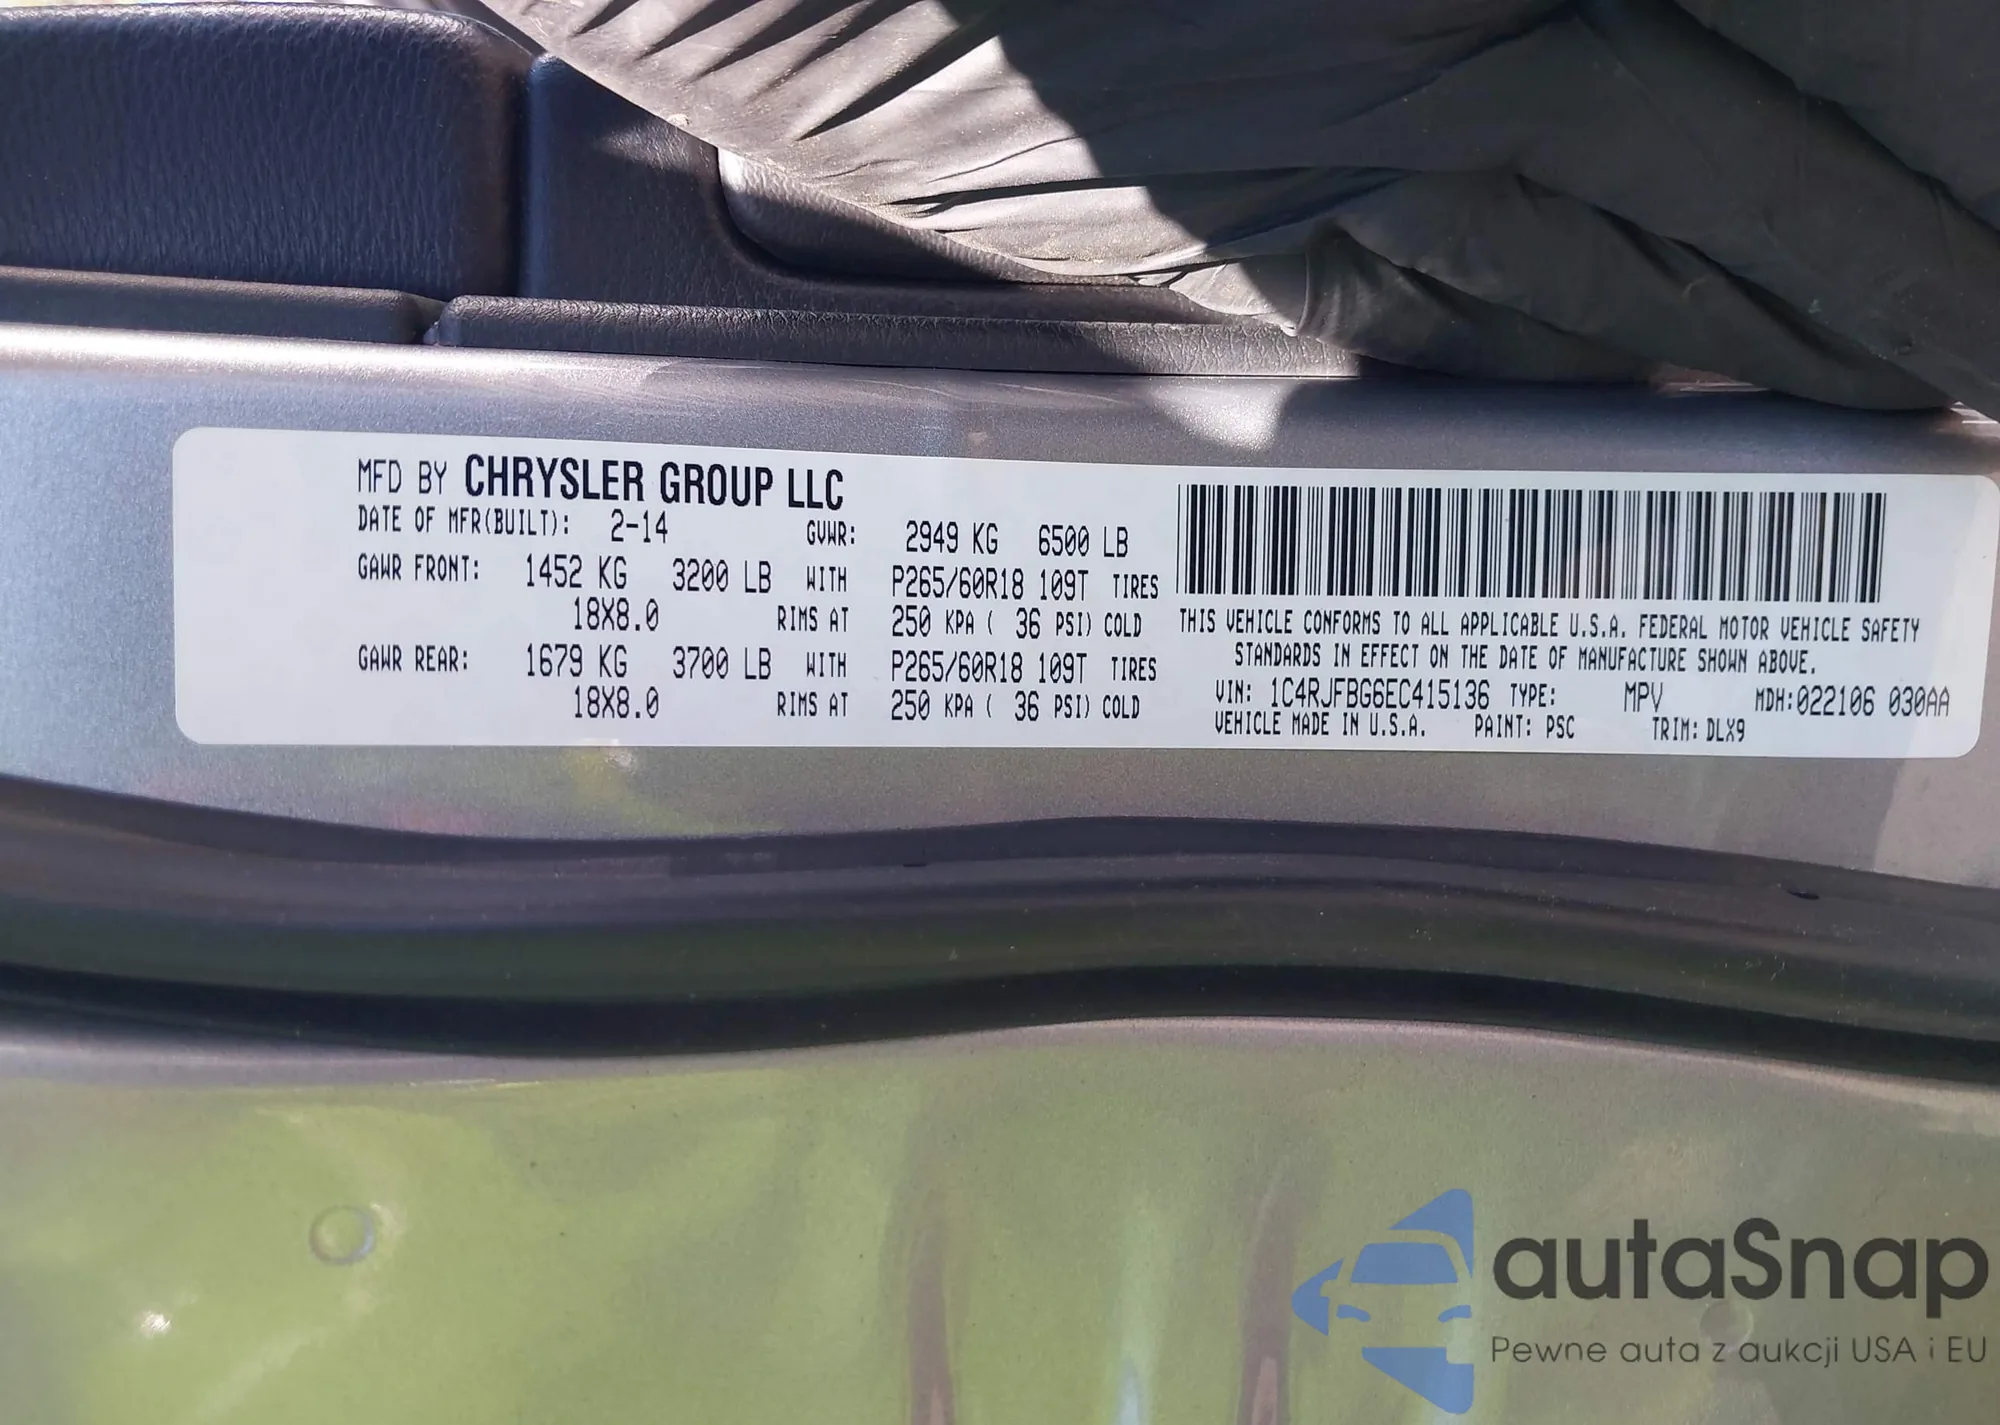 MFD BY CHRYSLER GROUP LLC
DATE OF MFR(BUILT): 2-14 GVWR: 2949 KG 6500 LB
GAWR FRONT: 1452 KG 3200 LB WITH P265/60R18 109T TIRES
18X8.0 RIMS AT 250 KPA ( 36 PSI) COLD
GAWR REAR: 1679 KG 3700 LB WITH P265/60R18 109T TIRES
18X8.0 RIMS AT 250 KPA ( 36 PSI) COLD
THIS VEHICLE CONFORMS TO ALL APPLICABLE U.S.A. FEDERAL MOTOR VEHICLE SAFETY
STANDARDS IN EFFECT ON THE DATE OF MANUFACTURE SHOWN ABOVE.
VIN: 1C4RJFBG6EC415136 TYPE: MPV MDH:022106 030AA
VEHICLE MADE IN U.S.A. PAINT: PSC TRIM: DLX9
autaSnap
Pewne auta z aukcji USA i EU